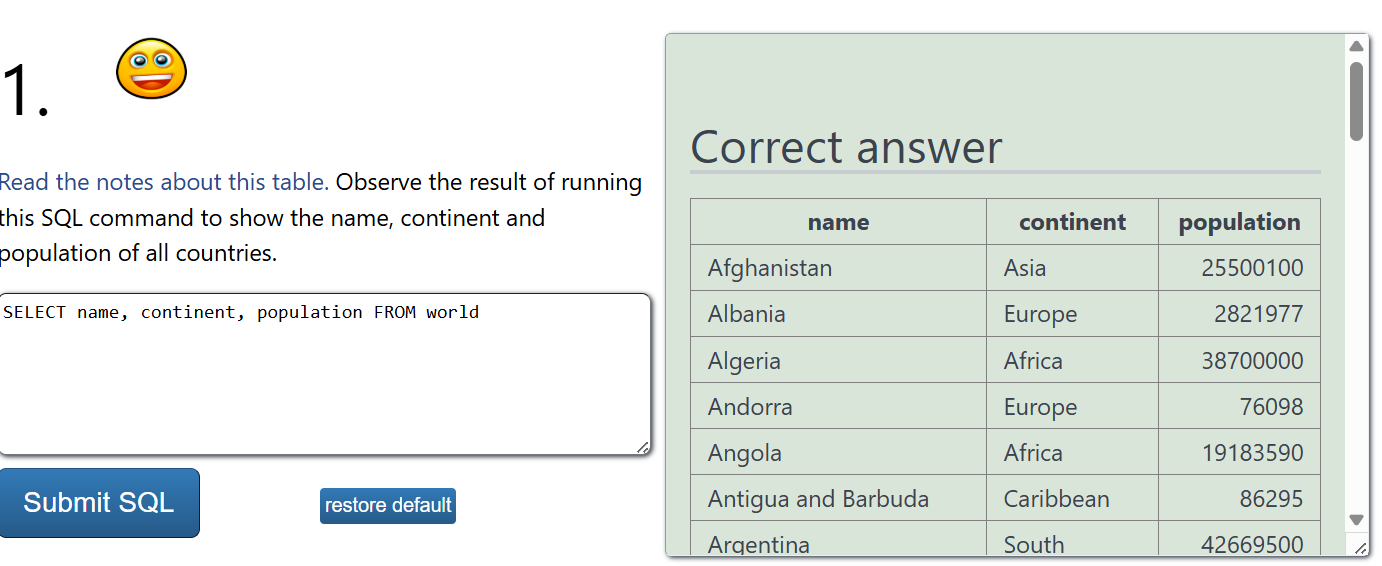 1.
Read the notes about this table. Observe the result of running
this SQL command to show the name, continent and
population of all countries.
SELECT name, continent, population FROM world
Submit SQL
restore default
Correct answer
name continent population
Afghanistan Asia 25500100
Albania Europe 2821977
Algeria Africa 38700000
Andorra Europe 76098
Angola Africa 19183590
Antigua and Barbuda Caribbean 86295
Argentina South 42669500